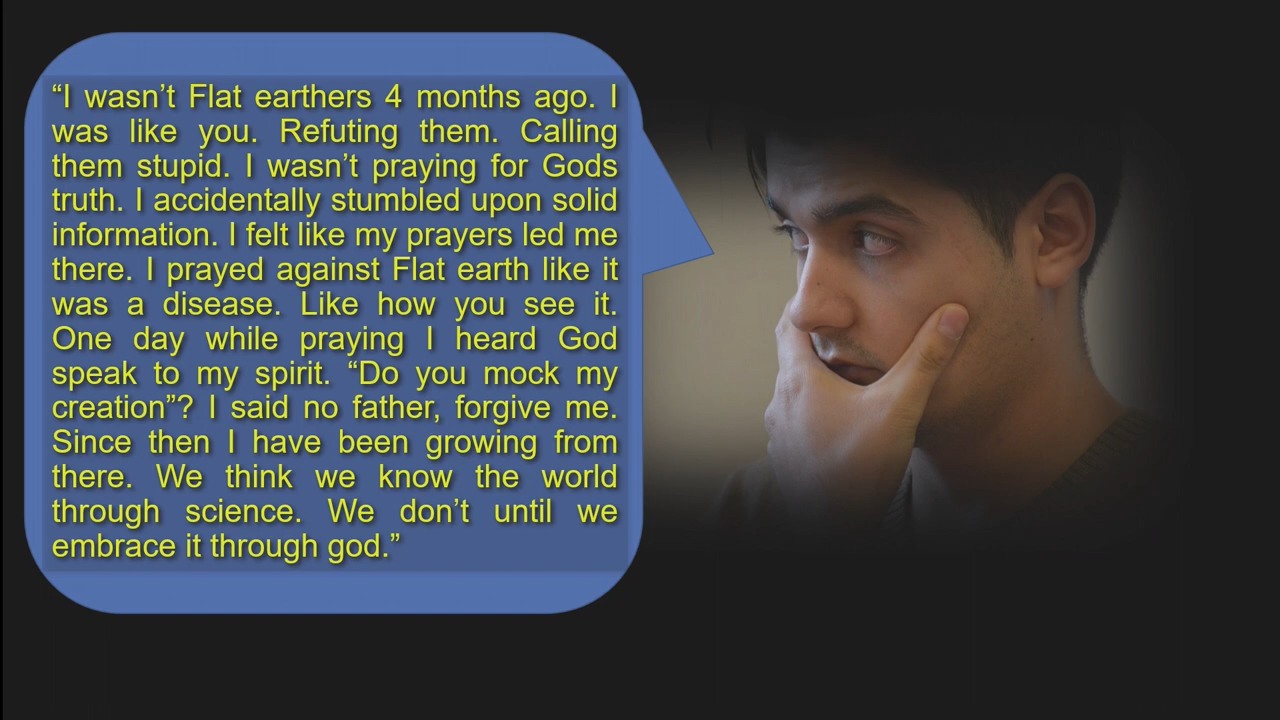 “I wasn’t Flat earthers 4 months ago. I
was like you. Refuting them. Calling
them stupid. I wasn’t praying for Gods
truth. I accidentally stumbled upon solid
information. I felt like my prayers led me
there. I prayed against Flat earth like it
was a disease. Like how you see it.
One day while praying I heard God
speak to my spirit. “Do you mock my
creation”? I said no father, forgive me.
Since then I have been growing from
there. We think we know the world
through science. We don’t until we
embrace it through god.”